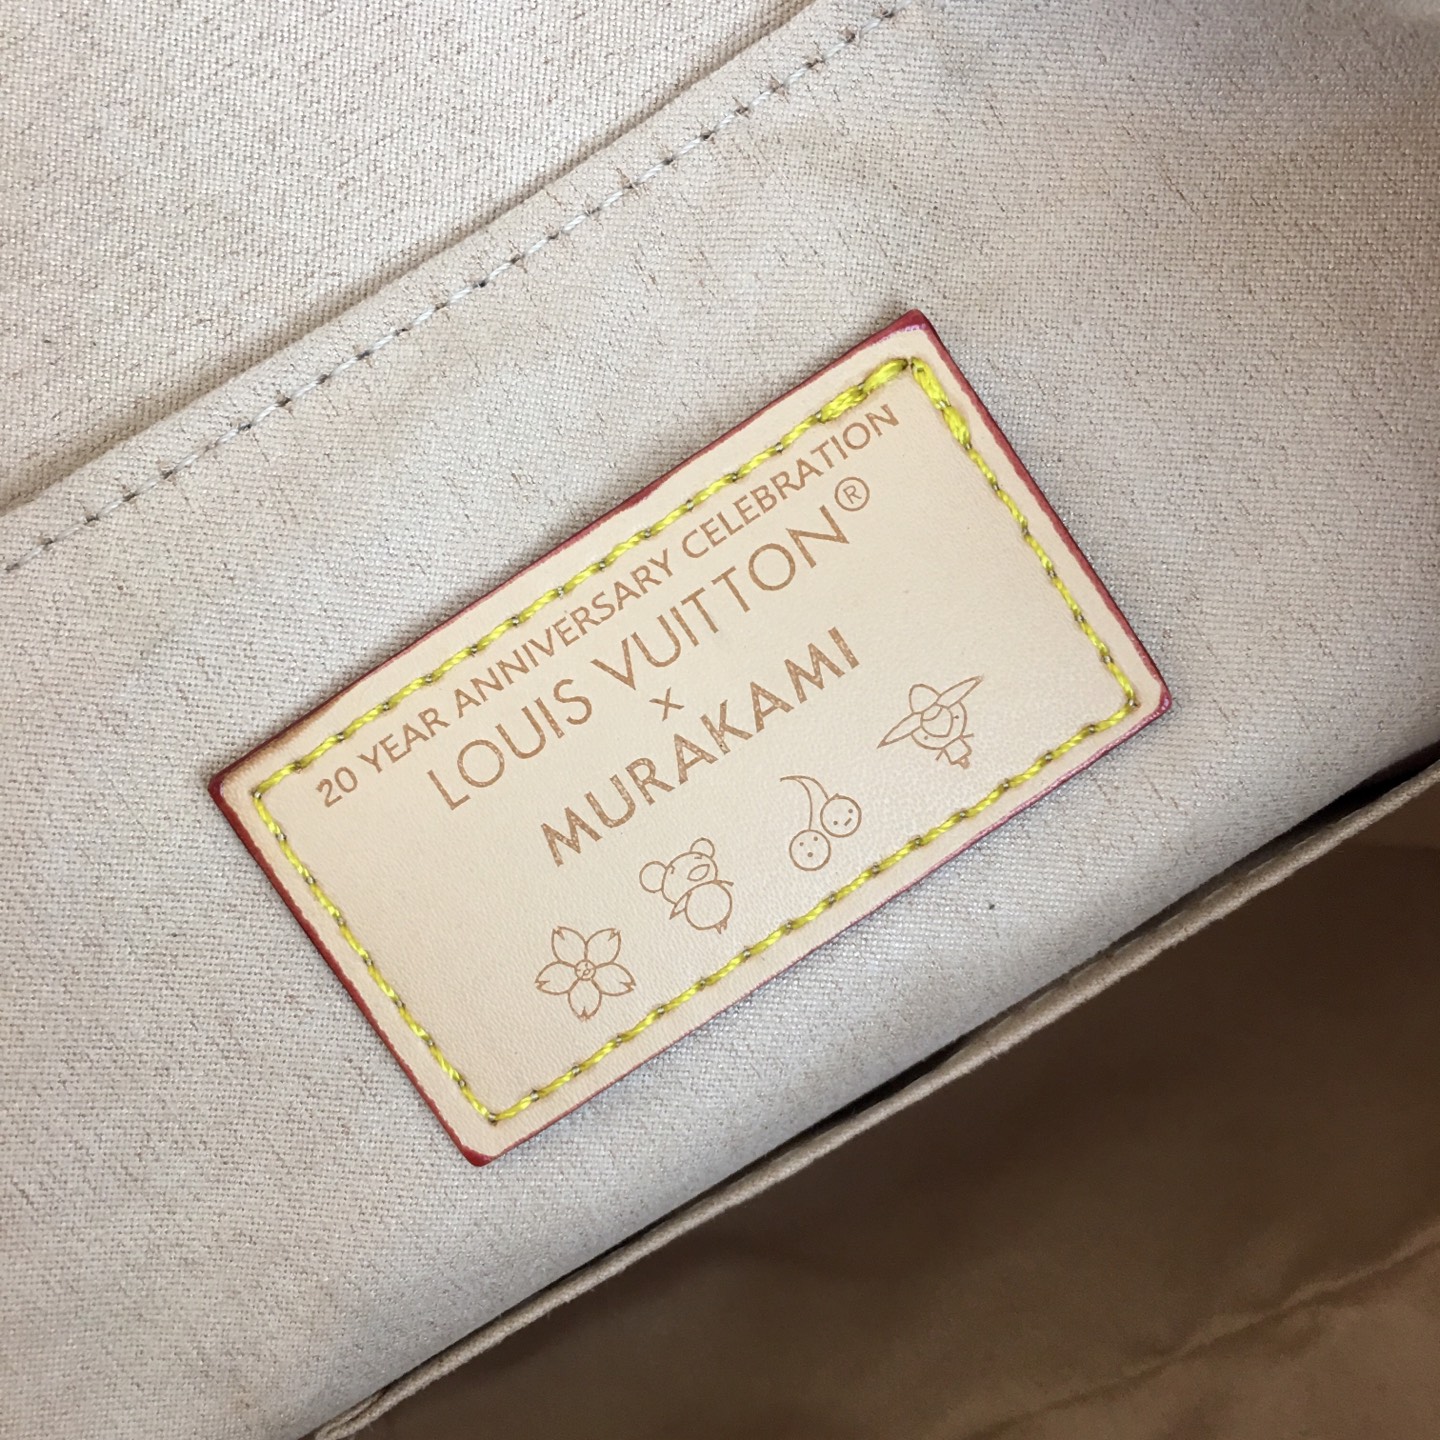 20 YEAR ANNIVERSARY CELEBRATION
LOUIS VUITTON®
×
MURAKAMI